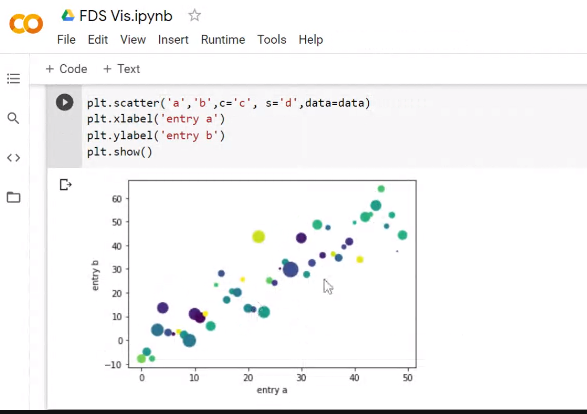 FDS Vis.ipynb
File Edit View Insert Runtime Tools Help
+ Code + Text
plt.scatter('a','b',c='c', s='d',data=data)
plt.xlabel('entry a')
plt.ylabel('entry b')
plt.show()
60
50
40
30
20
10
0
−10
entry b
0 10 20 30 40 50
entry a